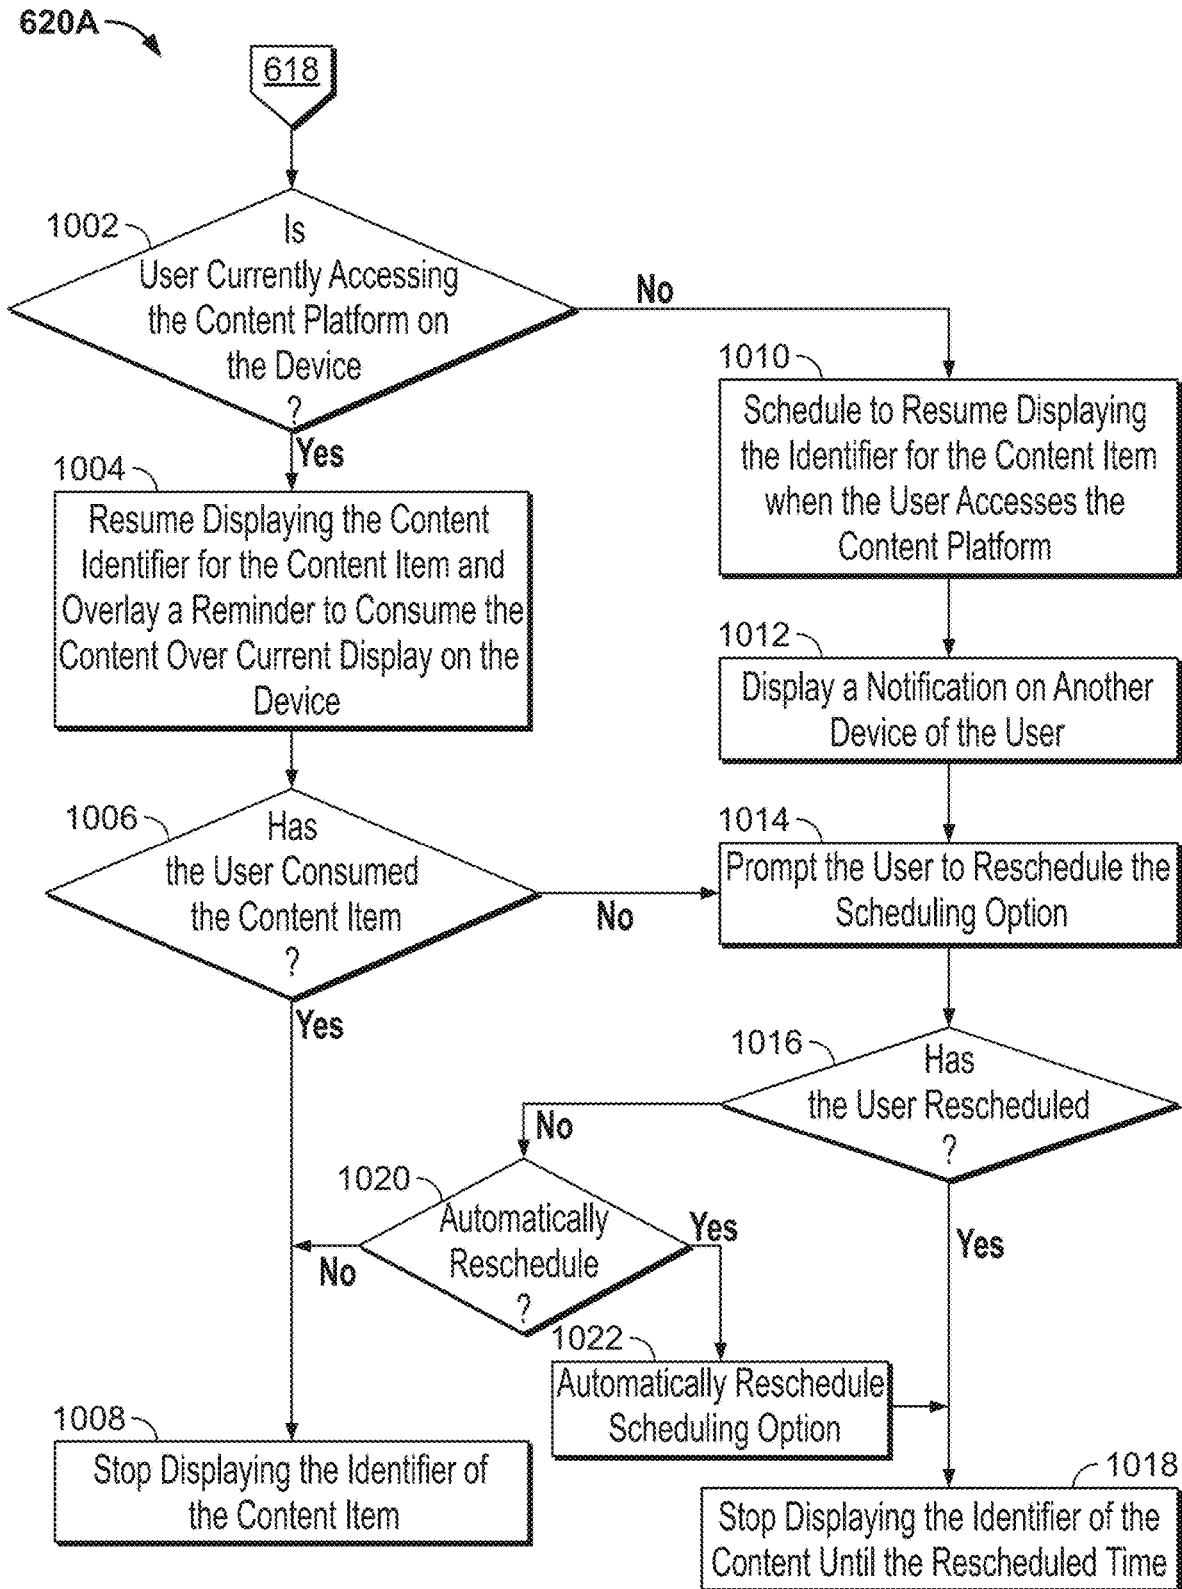 620A
618
1002
Is
User Currently Accessing
the Content Platform on
the Device
?
No
Yes
1010
Schedule to Resume Displaying
the Identifier for the Content Item
when the User Accesses the
Content Platform
1004
Resume Displaying the Content
Identifier for the Content Item and
Overlay a Reminder to Consume the
Content Over Current Display on the
Device
1012
Display a Notification on Another
Device of the User
1006
Has
the User Consumed
the Content Item
?
No
Yes
1014
Prompt the User to Reschedule the
Scheduling Option
1016
Has
the User Rescheduled
?
No
Yes
1020
Automatically
Reschedule
?
Yes
No
1022
Automatically Reschedule
Scheduling Option
1008
Stop Displaying the Identifier of
the Content Item
1018
Stop Displaying the Identifier of the
Content Until the Rescheduled Time